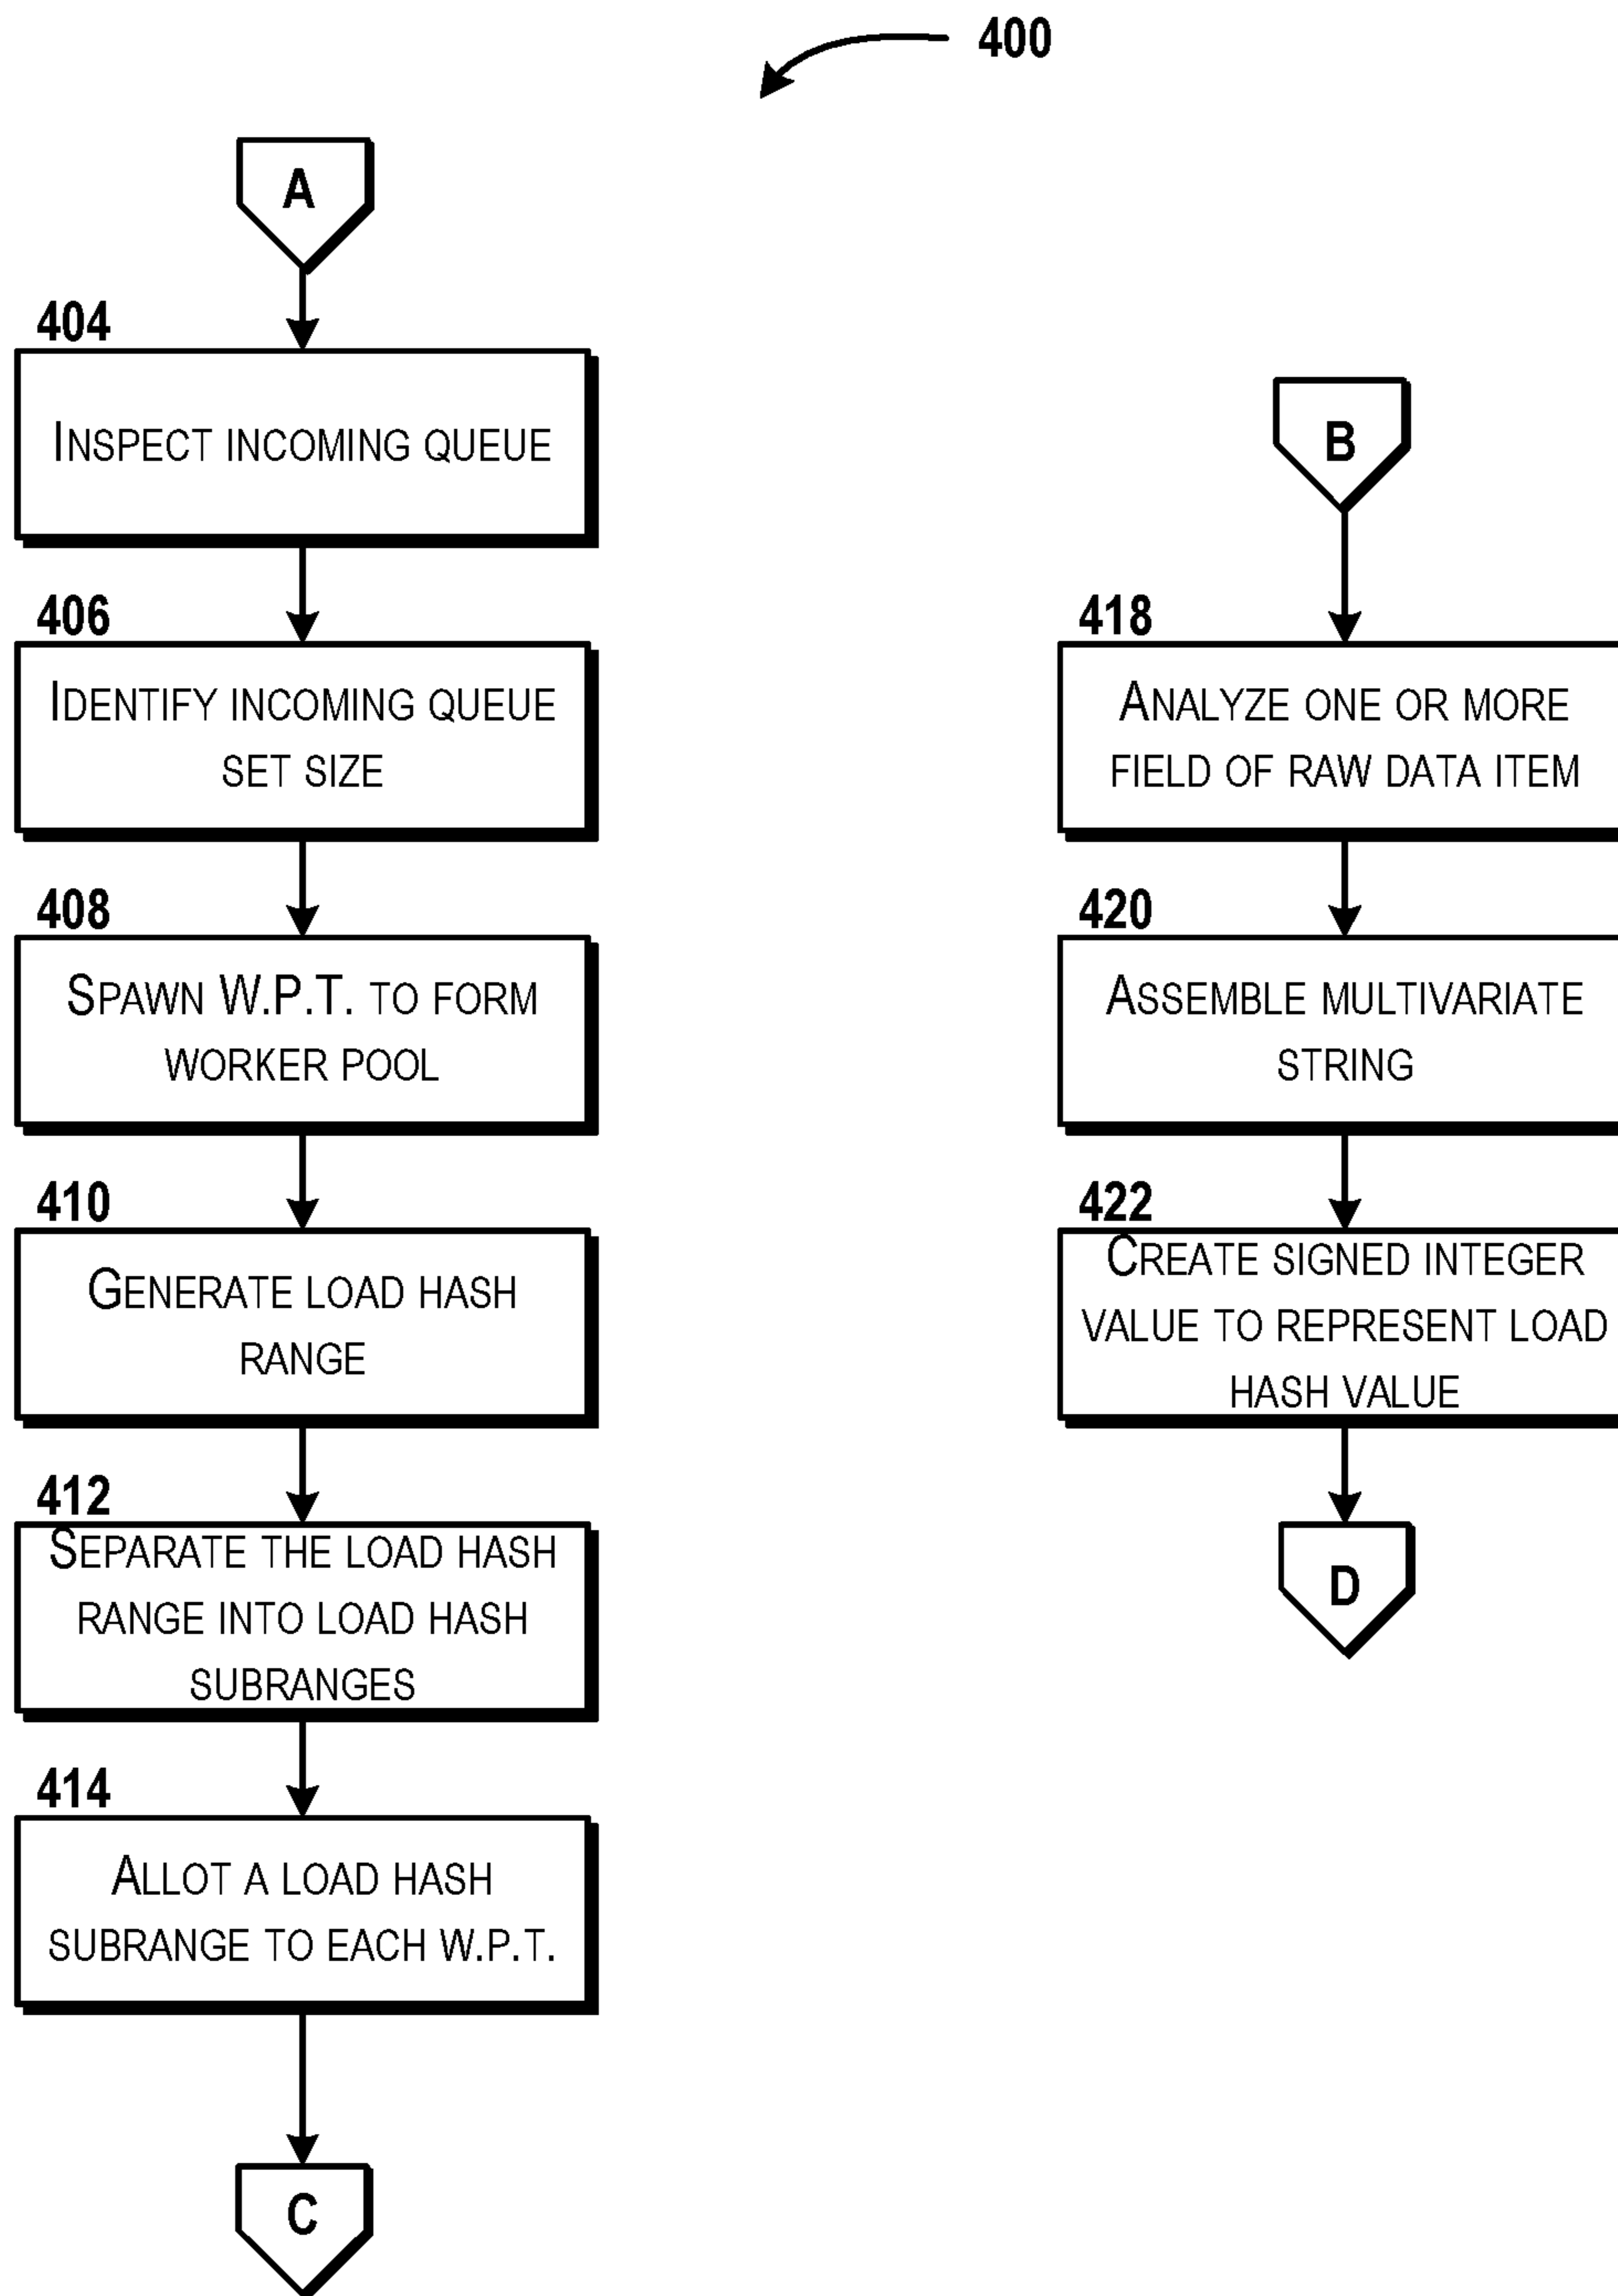 400
A
404
INSPECT INCOMING QUEUE
406
IDENTIFY INCOMING QUEUE
SET SIZE
408
SPAWN W.P.T. TO FORM
WORKER POOL
410
GENERATE LOAD HASH
RANGE
412
SEPARATE THE LOAD HASH
RANGE INTO LOAD HASH
SUBRANGES
414
ALLOT A LOAD HASH
SUBRANGE TO EACH W.P.T.
C
B
418
ANALYZE ONE OR MORE
FIELD OF RAW DATA ITEM
420
ASSEMBLE MULTIVARIATE
STRING
422
CREATE SIGNED INTEGER
VALUE TO REPRESENT LOAD
HASH VALUE
D